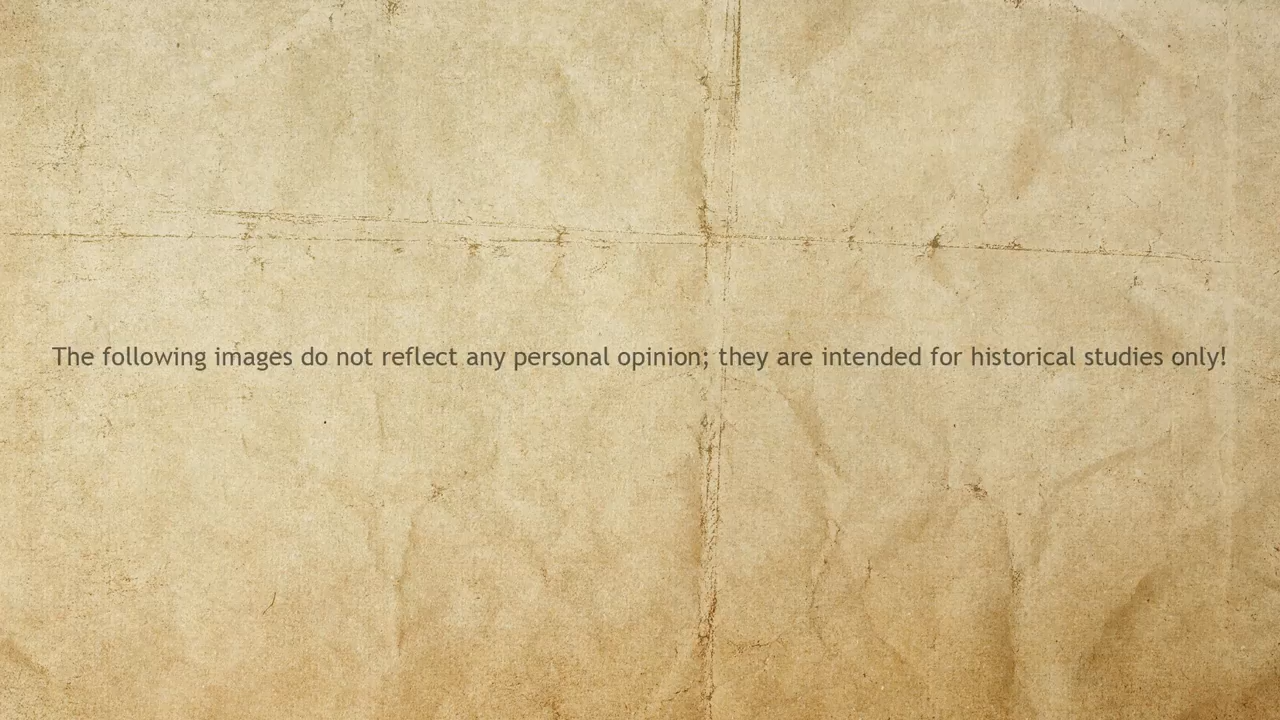 The following images do not reflect any personal opinion; they are intended for historical studies only!